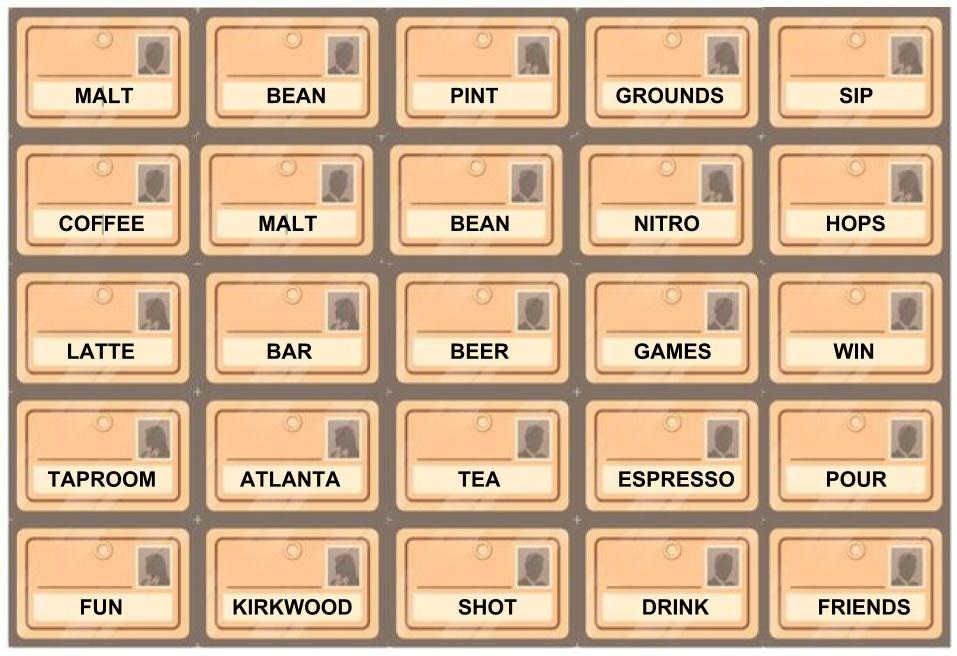 MALT BEAN PINT GROUNDS SIP
COFFEE MALT BEAN NITRO HOPS
LATTE BAR BEER GAMES WIN
TAPROOM ATLANTA TEA ESPRESSO POUR
FUN KIRKWOOD SHOT DRINK FRIENDS